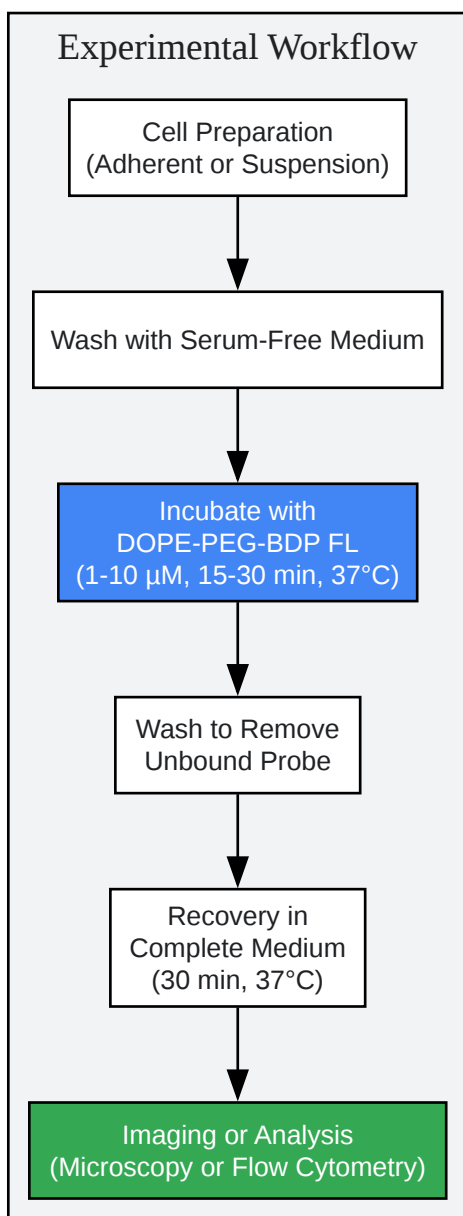 Experimental Workflow
Cell Preparation
(Adherent or Suspension)
Wash with Serum-Free Medium
Incubate with
DOPE-PEG-BDP FL
(1-10 µM, 15-30 min, 37°C)
Wash to Remove
Unbound Probe
Recovery in
Complete Medium
(30 min, 37°C)
Imaging or Analysis
(Microscopy or Flow Cytometry)